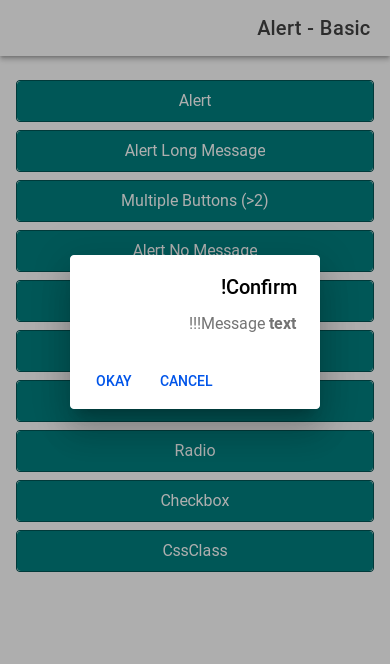 Alert - Basic
Alert
Alert Long Message
Multiple Buttons (>2)
Alert No Message
!Confirm
!!!Message text
OKAY CANCEL
Radio
Checkbox
CssClass